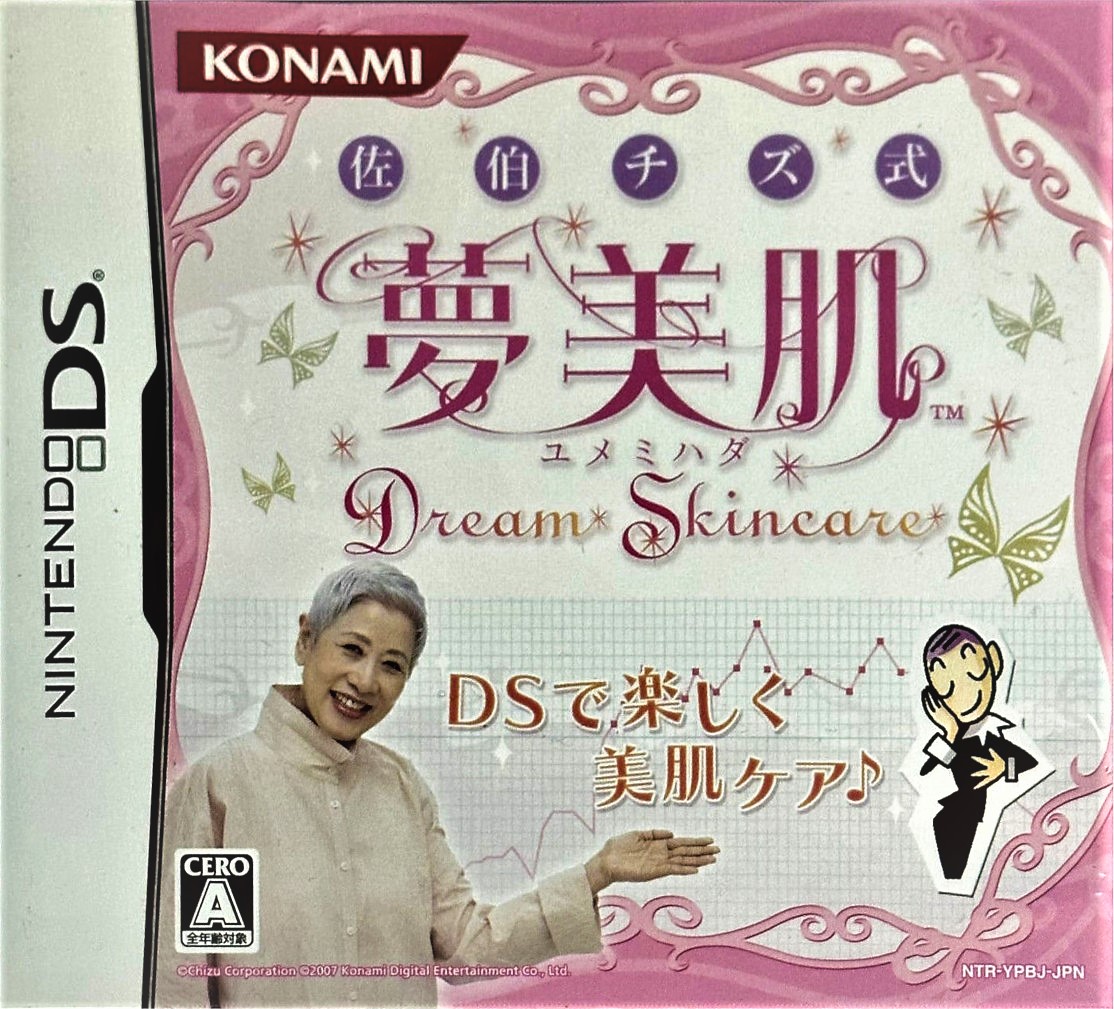 KONAMI
佐伯チズ式
夢美肌™
ユメミハダ
Dream Skincare
DSで楽しく
美肌ケア♪
NINTENDO DS®
CERO
A
全年齢対象
©Chizu Corporation ©2007 Konami Digital Entertainment Co., Ltd.
NTR-YPBJ-JPN